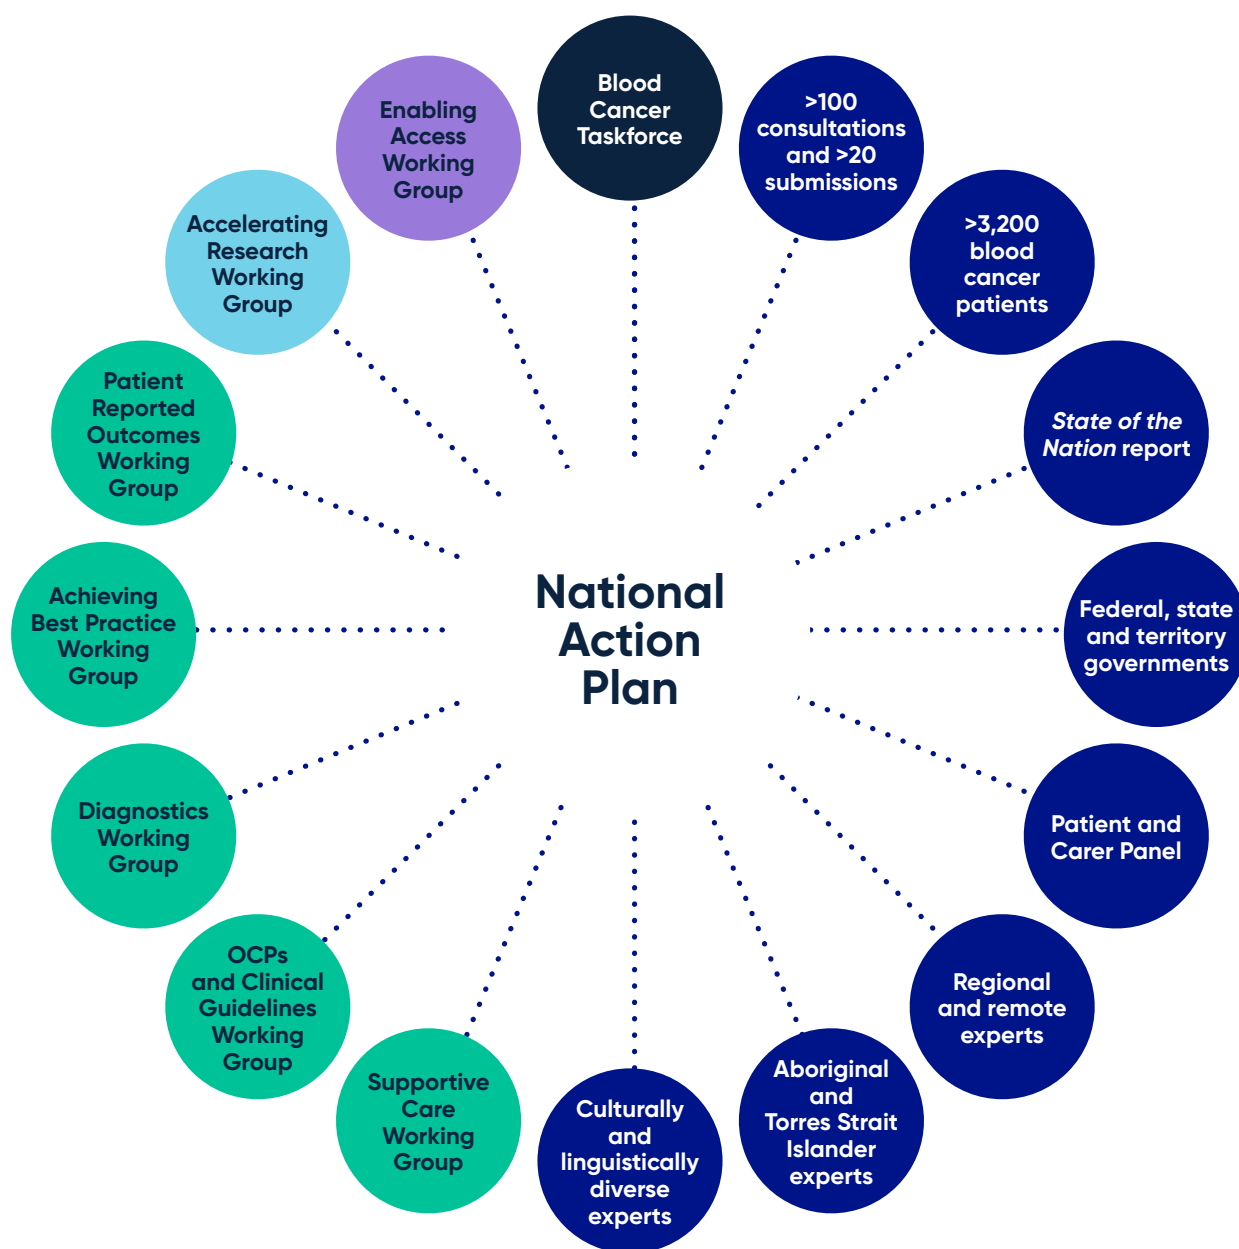 Blood
Cancer
Taskforce
>100
consultations
and >20
submissions
>3,200
blood
cancer
patients
State of the
Nation report
Federal, state
and territory
governments
Patient and
Carer Panel
Regional
and remote
experts
Aboriginal
and
Torres Strait
Islander
experts
Culturally
and
linguistically
diverse
experts
Supportive
Care
Working
Group
OCPs
and Clinical
Guidelines
Working
Group
Diagnostics
Working
Group
Achieving
Best Practice
Working
Group
Patient
Reported
Outcomes
Working
Group
Accelerating
Research
Working
Group
Enabling
Access
Working
Group
National
Action
Plan